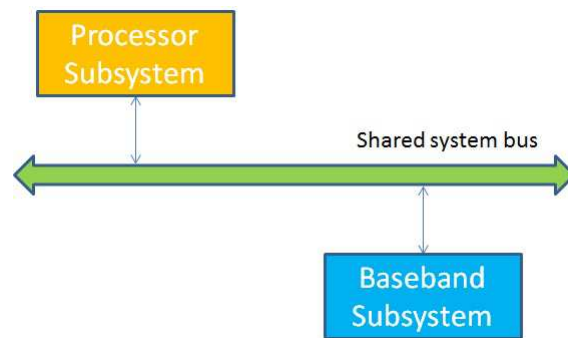 Processor
Subsystem
Shared system bus
Baseband
Subsystem